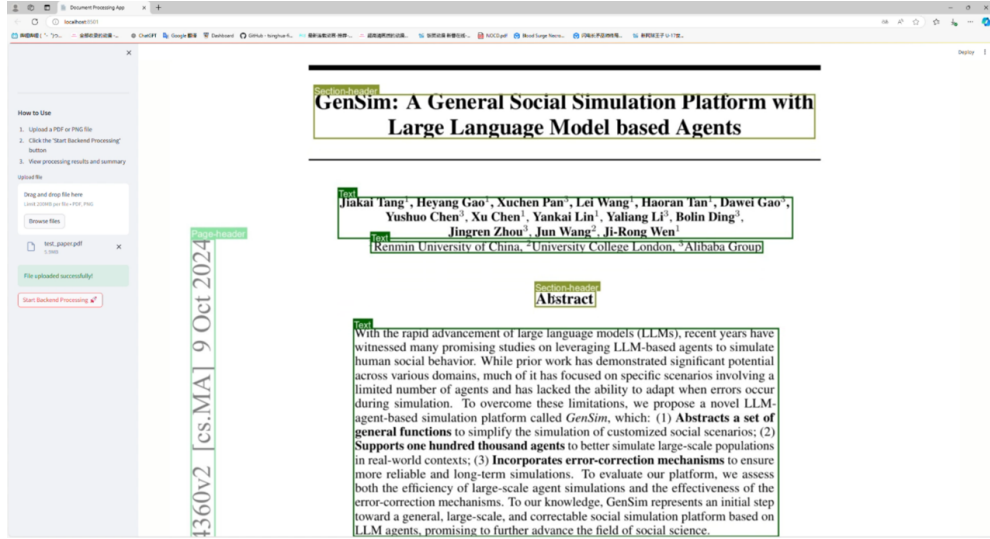 Document Processing App
localhost:8501
ChatGPT
Google 翻译
Dashboard
NOCS.pdf
Deploy
How to Use
1. Upload a PDF or PNG file
2. Click the 'Start Backend Processing' button
3. View processing results and summary
Upload file
Drag and drop file here
Limit 200MB per file • PDF, PNG
Browse files
test_paper.pdf
5.9MB
File uploaded successfully!
Start Backend Processing 🚀
Page-header
4360v2 [cs.MA] 9 Oct 2024
Section-header
GenSim: A General Social Simulation Platform with
Large Language Model based Agents
Text
Jiakai Tang¹, Heyang Gao¹, Xuchen Pan³, Lei Wang¹, Haoran Tan¹, Dawei Gao³,
Yushuo Chen³, Xu Chen¹, Yankai Lin¹, Yaliang Li³, Bolin Ding³,
Jingren Zhou³, Jun Wang², Ji-Rong Wen¹
Text
Renmin University of China, ²University College London, ³Alibaba Group
Section-header
Abstract
Text
With the rapid advancement of large language models (LLMs), recent years have
witnessed many promising studies on leveraging LLM-based agents to simulate
human social behavior. While prior work has demonstrated significant potential
across various domains, much of it has focused on specific scenarios involving a
limited number of agents and has lacked the ability to adapt when errors occur
during simulation. To overcome these limitations, we propose a novel LLM-
agent-based simulation platform called GenSim, which: (1) Abstracts a set of
general functions to simplify the simulation of customized social scenarios; (2)
Supports one hundred thousand agents to better simulate large-scale populations
in real-world contexts; (3) Incorporates error-correction mechanisms to ensure
more reliable and long-term simulations. To evaluate our platform, we assess
both the efficiency of large-scale agent simulations and the effectiveness of the
error-correction mechanisms. To our knowledge, GenSim represents an initial step
toward a general, large-scale, and correctable social simulation platform based on
LLM agents, promising to further advance the field of social science.